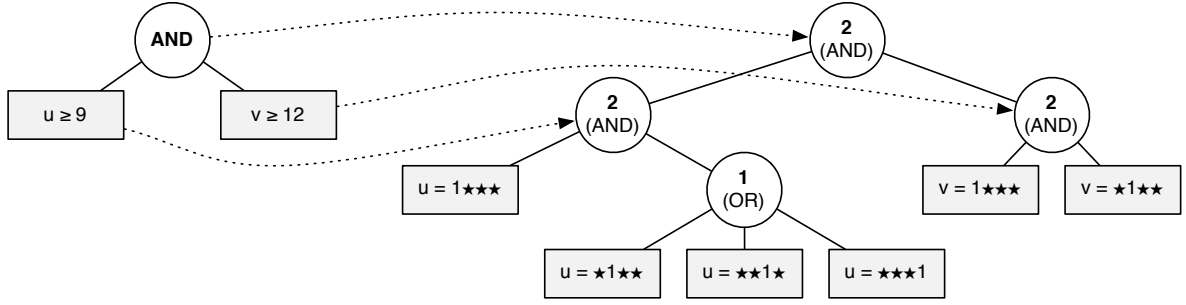 AND
u ≥ 9
v ≥ 12
2
(AND)
2
(AND)
2
(AND)
u = 1★★★
1
(OR)
v = 1★★★
v = ★1★★
u = ★1★★
u = ★★1★
u = ★★★1